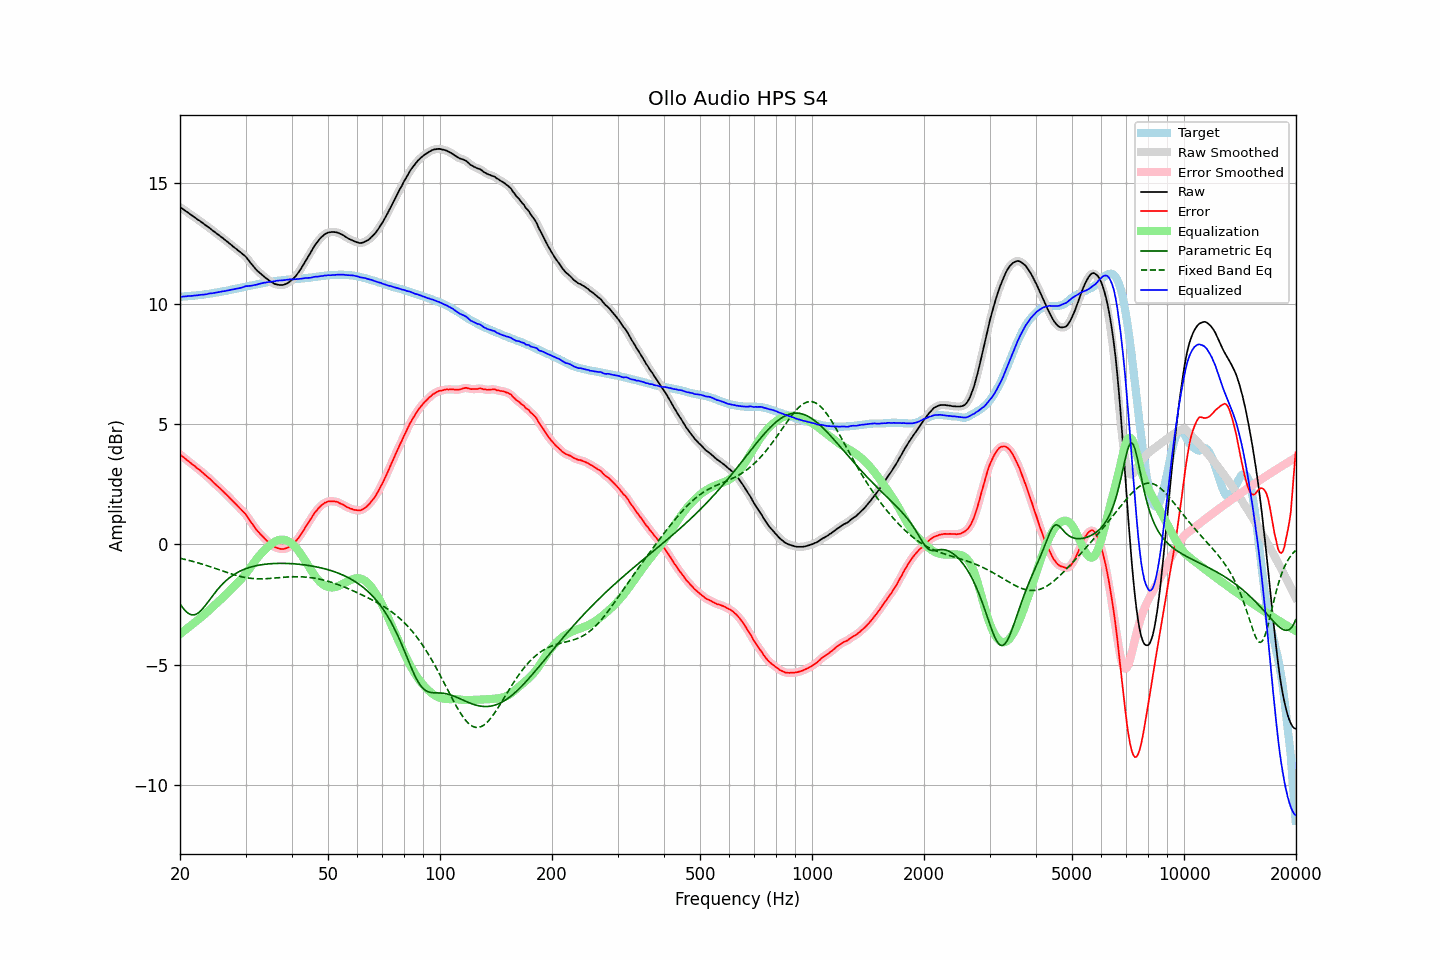 Ollo Audio HPS S4
Target
Raw Smoothed
Error Smoothed
Raw
Error
Equalization
Parametric Eq
Fixed Band Eq
Equalized
Amplitude (dBr)
15
10
5
0
−5
−10
20
50
100
200
500
1000
2000
5000
10000
20000
Frequency (Hz)